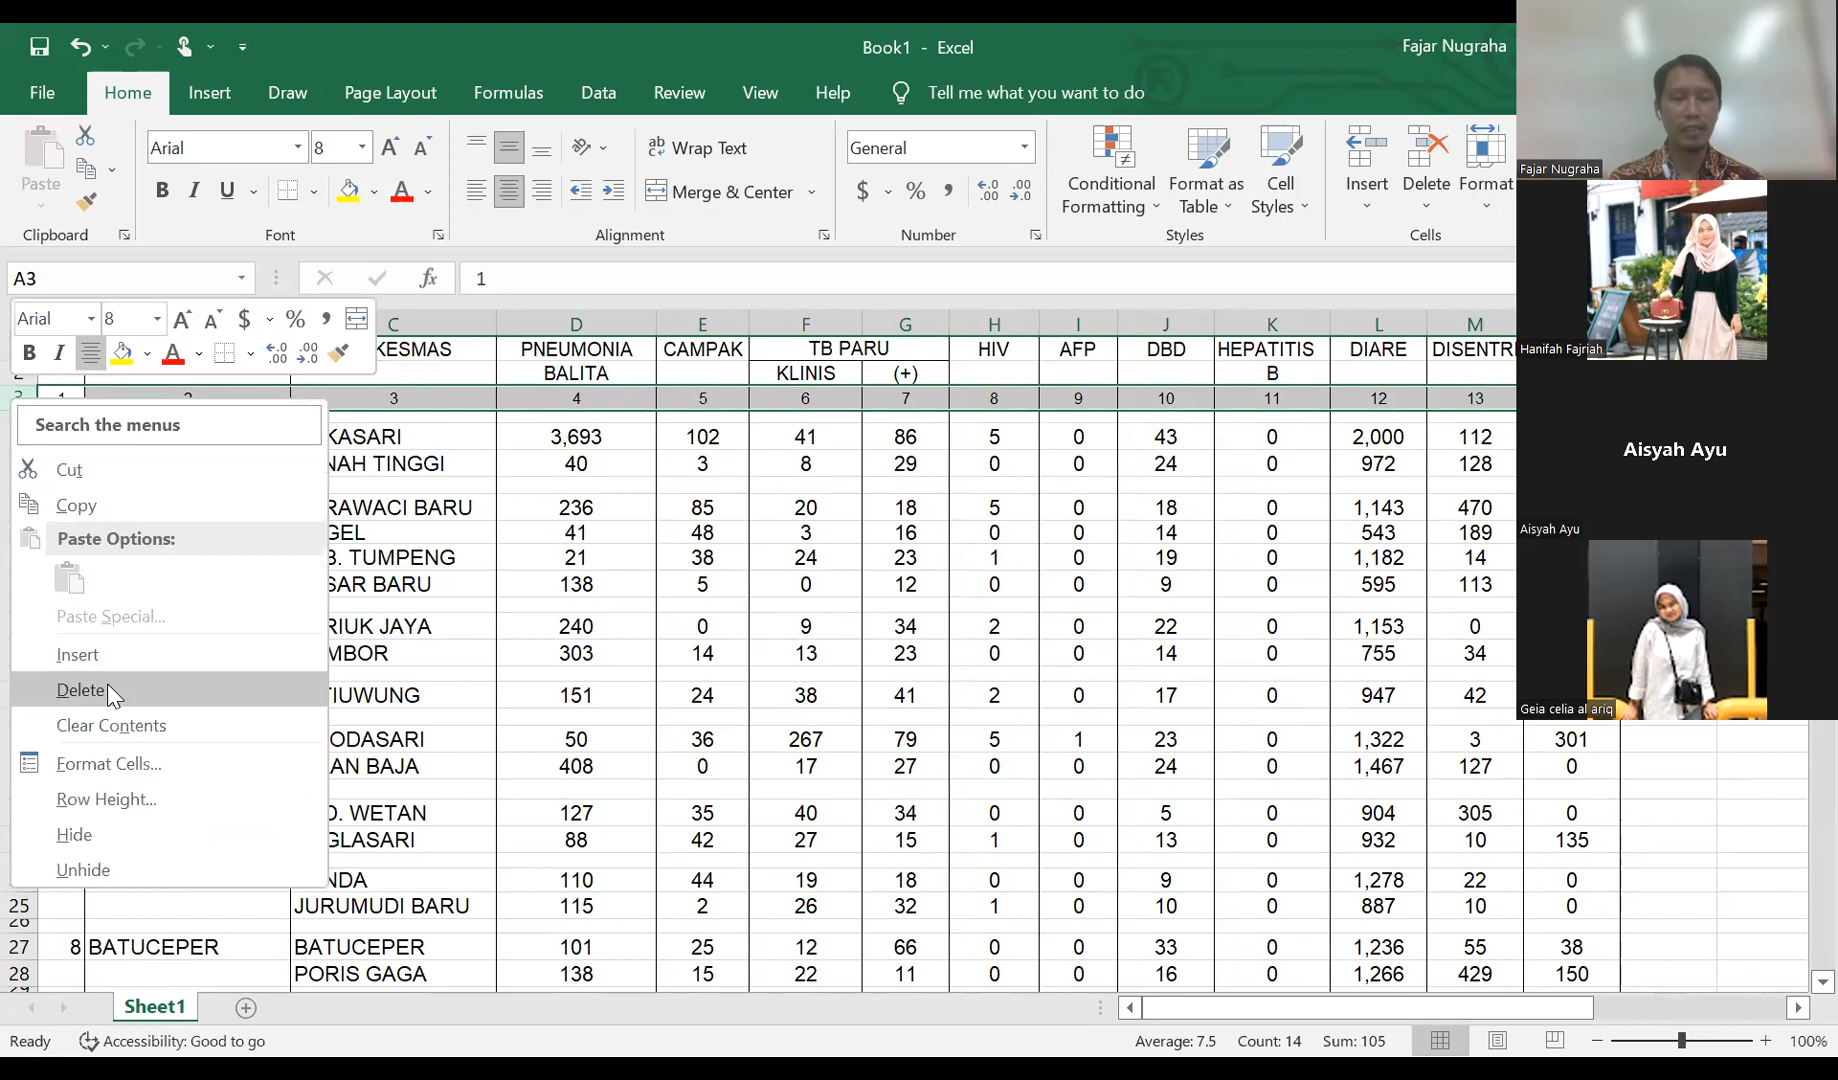 Book1 - Excel
Fajar Nugraha
File Home Insert Draw Page Layout Formulas Data Review View Help Tell me what you want to do
Paste
Clipboard
Arial 8
B I U
Font
Wrap Text
Merge & Center
Alignment
General
$ % ,
Number
Conditional Formatting
Format as Table
Cell Styles
Styles
Insert Delete Format
Cells
A3 fx 1
Arial 8 $ % ,
B I
C D E F G H I J K L M
KESMAS PNEUMONIA CAMPAK TB PARU HIV AFP DBD HEPATITIS DIARE DISENTRI
2 BALITA KLINIS (+) B
3 1 2 3 4 5 6 7 8 9 10 11 12 13
Search the menus
Cut
Copy
Paste Options:
Paste Special...
Insert
Delete
Clear Contents
Format Cells...
Row Height...
Hide
Unhide
KASARI 3,693 102 41 86 5 0 43 0 2,000 112
NAH TINGGI 40 3 8 29 0 0 24 0 972 128
RAWACI BARU 236 85 20 18 5 0 18 0 1,143 470
GEL 41 48 3 16 0 0 14 0 543 189
B. TUMPENG 21 38 24 23 1 0 19 0 1,182 14
SAR BARU 138 5 0 12 0 0 9 0 595 113
RIUK JAYA 240 0 9 34 2 0 22 0 1,153 0
MBOR 303 14 13 23 0 0 14 0 755 34
TIUWUNG 151 24 38 41 2 0 17 0 947 42
ODASARI 50 36 267 79 5 1 23 0 1,322 3 301
AN BAJA 408 0 17 27 0 0 24 0 1,467 127 0
D. WETAN 127 35 40 34 0 0 5 0 904 305 0
GLASARI 88 42 27 15 1 0 13 0 932 10 135
NDA 110 44 19 18 0 0 9 0 1,278 22 0
25 JURUMUDI BARU 115 2 26 32 1 0 10 0 887 10 0
26
27 8 BATUCEPER BATUCEPER 101 25 12 66 0 0 33 0 1,236 55 38
28 PORIS GAGA 138 15 22 11 0 0 16 0 1,266 429 150
Sheet1
Ready Accessibility: Good to go Average: 7.5 Count: 14 Sum: 105 100%
Fajar Nugraha
Hanifah Fajriah
Aisyah Ayu
Aisyah Ayu
Geia celia al ariq